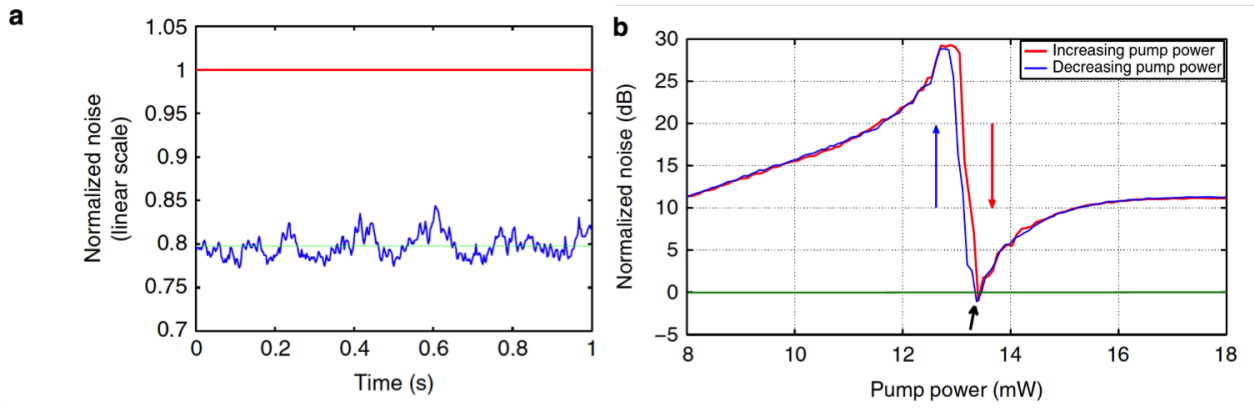 a
1.05
1
0.95
0.9
0.85
0.8
0.75
0.7
Normalized noise
(linear scale)
0 0.2 0.4 0.6 0.8 1
Time (s)
b
30
25
20
15
10
5
0
−5
Normalized noise (dB)
Increasing pump power
Decreasing pump power
8 10 12 14 16 18
Pump power (mW)